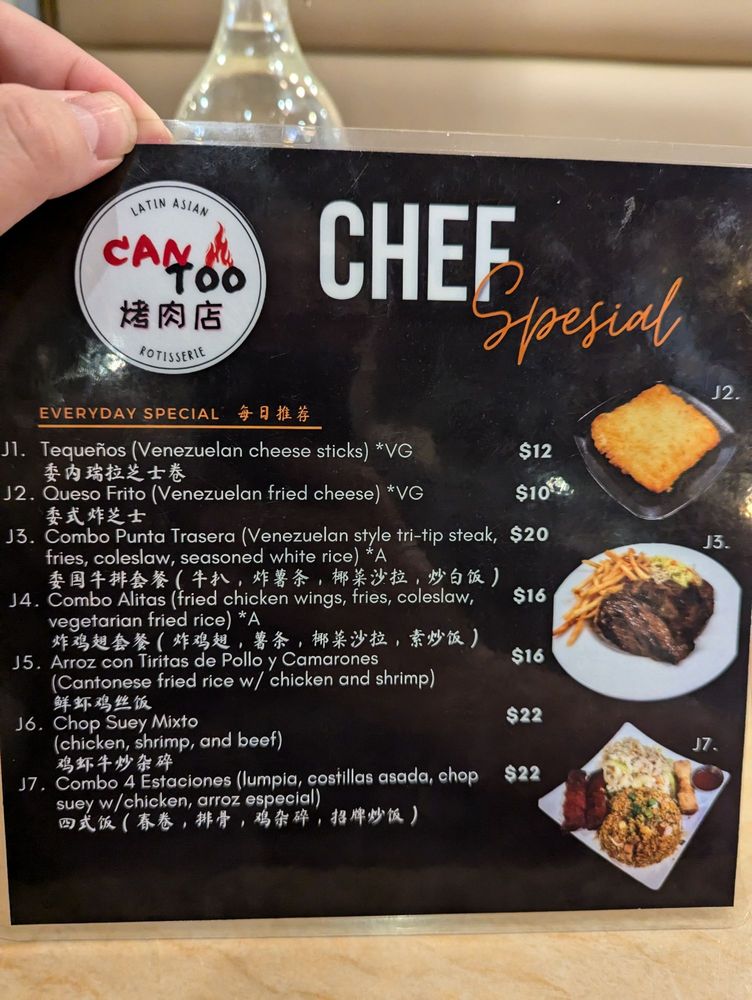 LATIN ASIAN
CAN
TOO
烤肉店
ROTISSERIE
CHEF
Spesial
EVERYDAY SPECIAL 每日推荐
J1. Tequeños (Venezuelan cheese sticks) *VG $12
委内瑞拉芝士卷
J2. Queso Frito (Venezuelan fried cheese) *VG $10
委式炸芝士
J3. Combo Punta Trasera (Venezuelan style tri-tip steak, $20
fries, coleslaw, seasoned white rice) *A
委国牛排套餐 ( 牛扒 , 炸薯条 , 椰菜沙拉 , 炒白饭 )
J4. Combo Alitas (fried chicken wings, fries, coleslaw, $16
vegetarian fried rice) *A
炸鸡翅套餐 ( 炸鸡翅 , 薯条 , 椰菜沙拉 , 素炒饭 )
J5. Arroz con Tiritas de Pollo y Camarones $16
(Cantonese fried rice w/ chicken and shrimp)
鲜虾鸡丝饭
J6. Chop Suey Mixto $22
(chicken, shrimp, and beef)
鸡虾牛炒杂碎
J7. Combo 4 Estaciones (lumpia, costillas asada, chop $22
suey w/chicken, arroz especial)
四式饭 ( 春卷 , 排骨 , 鸡杂碎 , 招牌炒饭 )
J2.
J3.
J7.